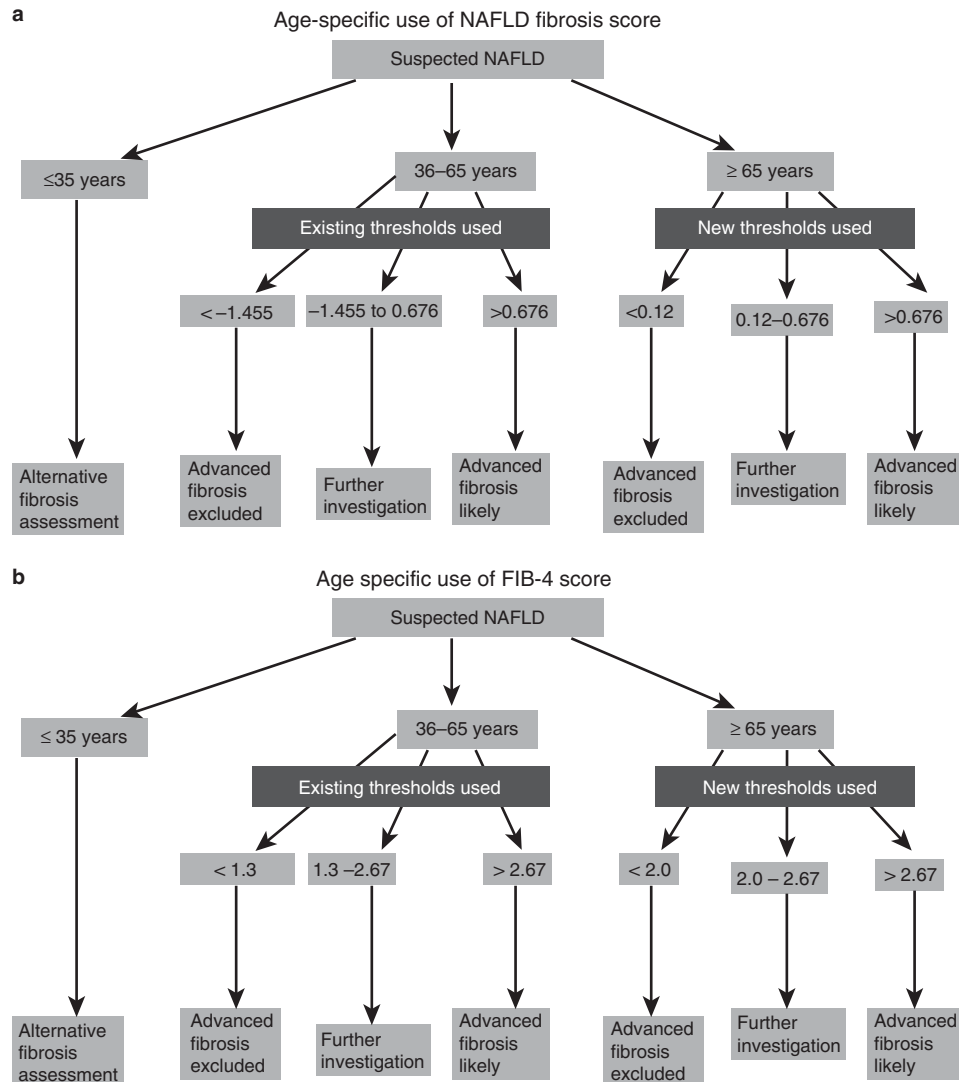 a
Age-specific use of NAFLD fibrosis score
Suspected NAFLD
≤35 years
36–65 years
≥ 65 years
Existing thresholds used
New thresholds used
< –1.455
–1.455 to 0.676
>0.676
<0.12
0.12–0.676
>0.676
Alternative
fibrosis
assessment
Advanced
fibrosis
excluded
Further
investigation
Advanced
fibrosis
likely
Advanced
fibrosis
excluded
Further
investigation
Advanced
fibrosis
likely
b
Age specific use of FIB-4 score
Suspected NAFLD
≤ 35 years
36–65 years
≥ 65 years
Existing thresholds used
New thresholds used
< 1.3
1.3 –2.67
> 2.67
< 2.0
2.0 – 2.67
> 2.67
Alternative
fibrosis
assessment
Advanced
fibrosis
excluded
Further
investigation
Advanced
fibrosis
likely
Advanced
fibrosis
excluded
Further
investigation
Advanced
fibrosis
likely